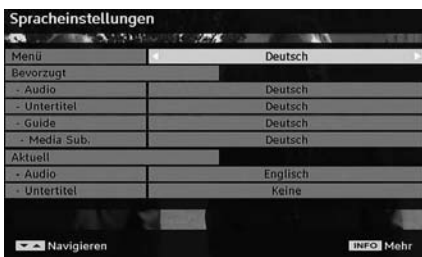 Spracheinstellungen
Menü Deutsch
Bevorzugt
- Audio Deutsch
- Untertitel Deutsch
- Guide Deutsch
- Media Sub. Deutsch
Aktuell
- Audio Englisch
- Untertitel Keine
Navigieren INFO Mehr